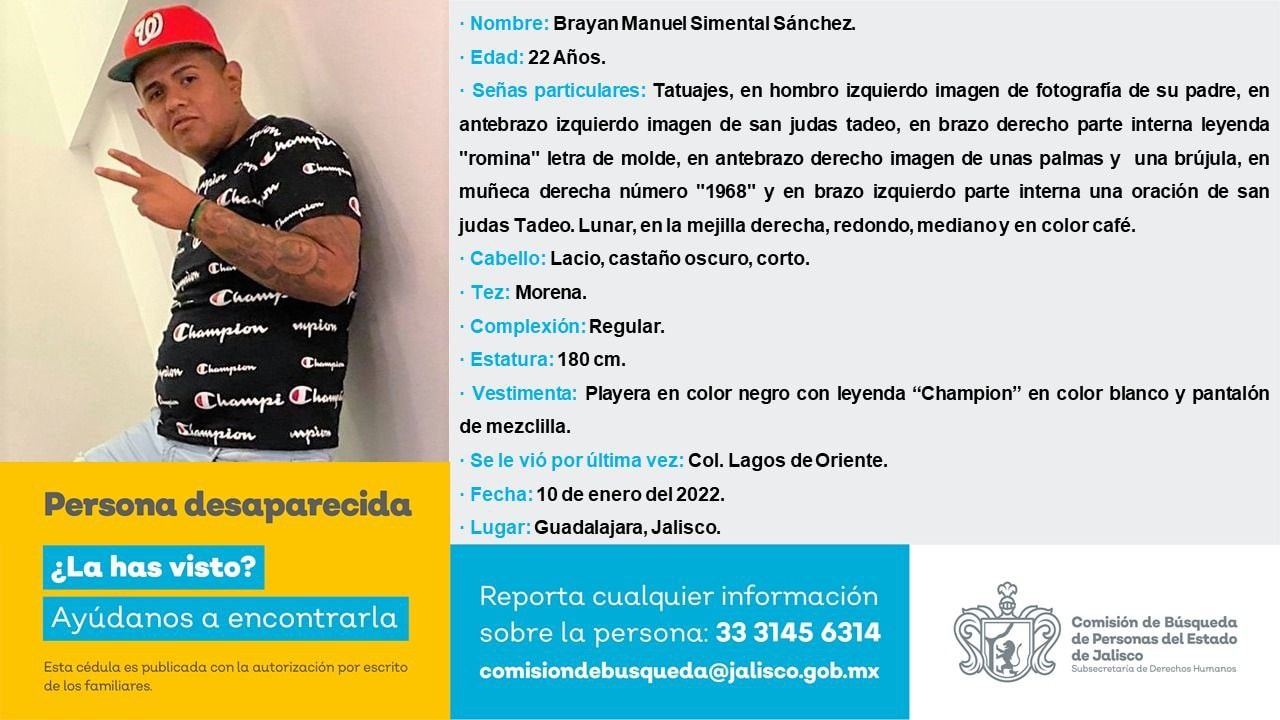 W
Champion
Champion
Champion
Champion
Champion
Champion
Champion
Champion
· Nombre: Brayan Manuel Simental Sánchez.
· Edad: 22 Años.
· Señas particulares: Tatuajes, en hombro izquierdo imagen de fotografía de su padre, en
antebrazo izquierdo imagen de san judas tadeo, en brazo derecho parte interna leyenda
"romina" letra de molde, en antebrazo derecho imagen de unas palmas y una brújula, en
muñeca derecha número "1968" y en brazo izquierdo parte interna una oración de san
judas Tadeo. Lunar, en la mejilla derecha, redondo, mediano y en color café.
· Cabello: Lacio, castaño oscuro, corto.
· Tez: Morena.
· Complexión: Regular.
· Estatura: 180 cm.
· Vestimenta: Playera en color negro con leyenda “Champion” en color blanco y pantalón
de mezclilla.
· Se le vió por última vez: Col. Lagos de Oriente.
· Fecha: 10 de enero del 2022.
· Lugar: Guadalajara, Jalisco.
Persona desaparecida
¿La has visto?
Ayúdanos a encontrarla
Esta cédula es publicada con la autorización por escrito
de los familiares.
Reporta cualquier información
sobre la persona: 33 3145 6314
comisiondebusqueda@jalisco.gob.mx
Comisión de Búsqueda
de Personas del Estado
de Jalisco
Subsecretaría de Derechos Humanos